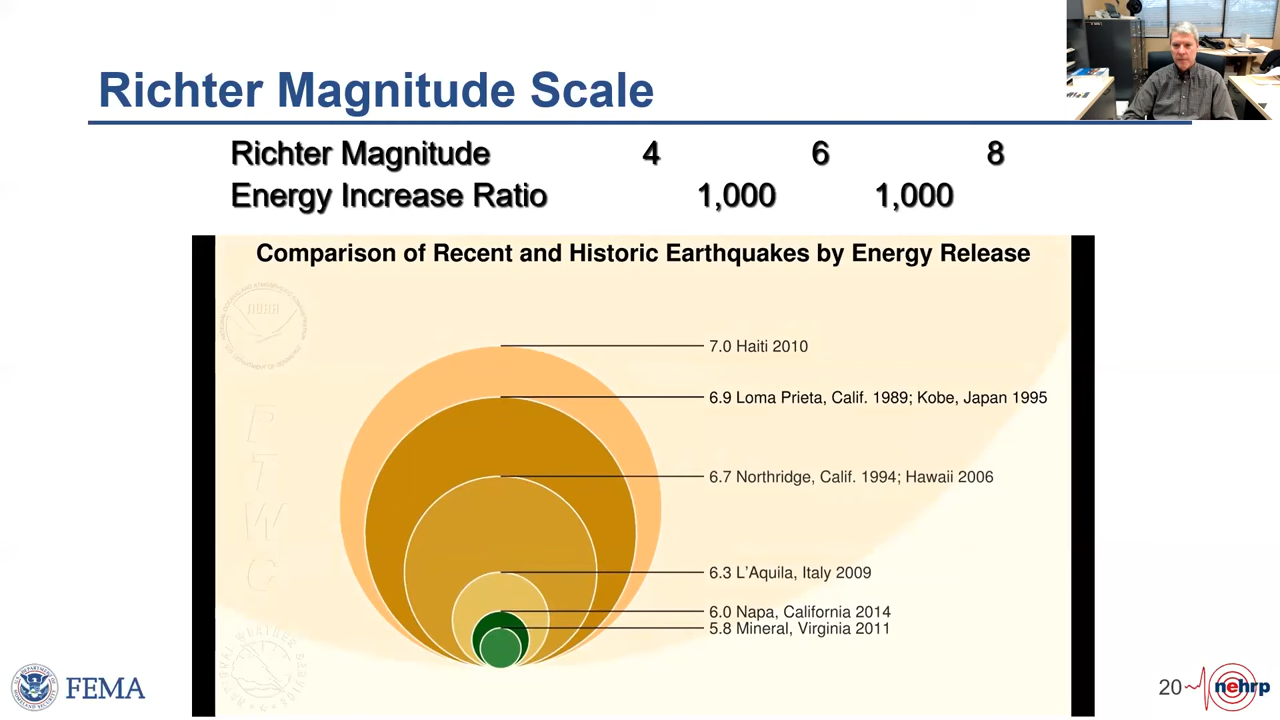 Richter Magnitude Scale
Richter Magnitude 4 6 8
Energy Increase Ratio 1,000 1,000
Comparison of Recent and Historic Earthquakes by Energy Release
NOAA
7.0 Haiti 2010
6.9 Loma Prieta, Calif. 1989; Kobe, Japan 1995
P
T
W
C
6.7 Northridge, Calif. 1994; Hawaii 2006
6.3 L'Aquila, Italy 2009
6.0 Napa, California 2014
5.8 Mineral, Virginia 2011
FEMA
20
nehrp